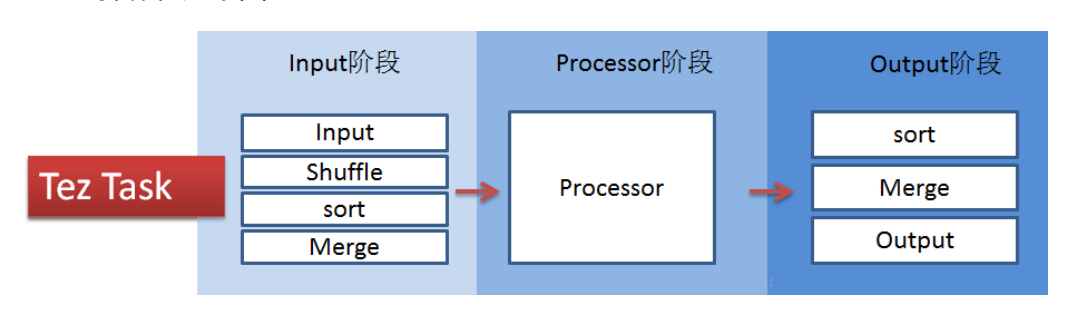 Input阶段
Processor阶段
Output阶段
Tez Task
Input
Shuffle
sort
Merge
Processor
sort
Merge
Output